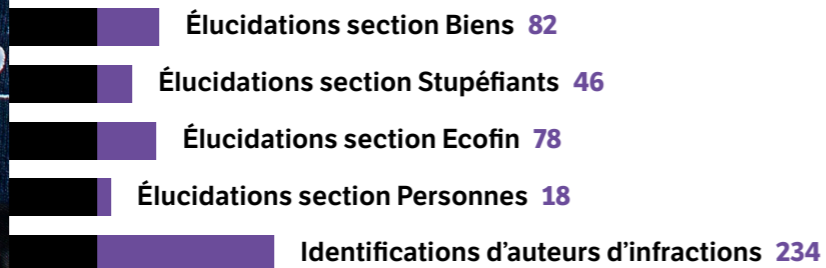 Élucidations section Biens 82
Élucidations section Stupéfiants 46
Élucidations section Ecofin 78
Élucidations section Personnes 18
Identifications d’auteurs d’infractions 234